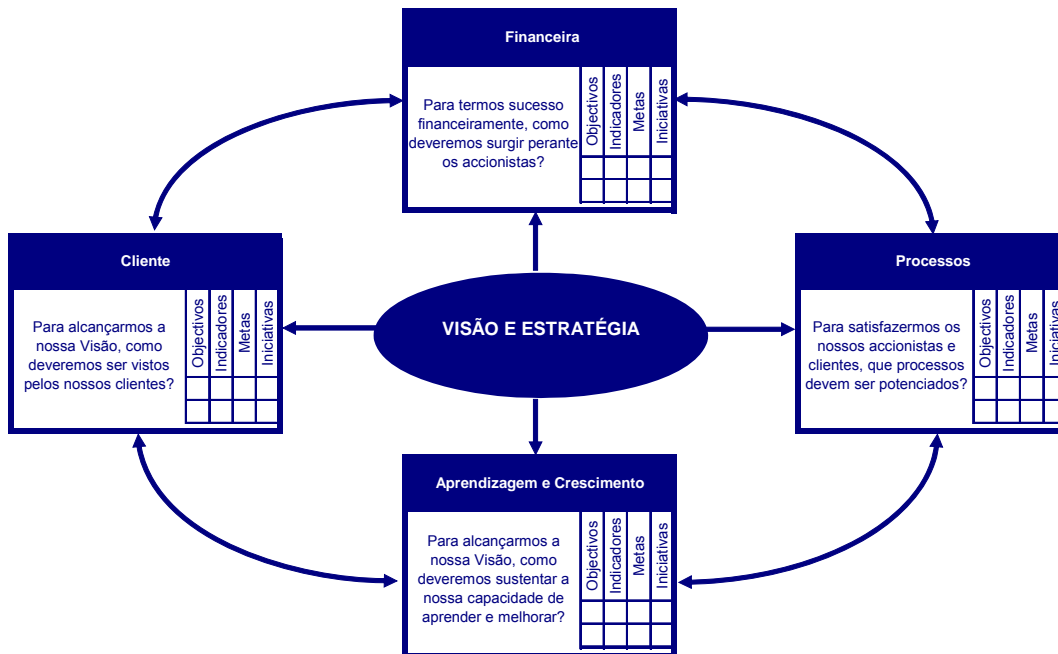 Financeira
Para termos sucesso
financeiramente, como
deveremos surgir perante
os accionistas?
Objectivos
Indicadores
Metas
Iniciativas
Cliente
Para alcançarmos a
nossa Visão, como
deveremos ser vistos
pelos nossos clientes?
Objectivos
Indicadores
Metas
Iniciativas
VISÃO E ESTRATÉGIA
Processos
Para satisfazermos os
nossos accionistas e
clientes, que processos
devem ser potenciados?
Objectivos
Indicadores
Metas
Iniciativas
Aprendizagem e Crescimento
Para alcançarmos a
nossa Visão, como
deveremos sustentar a
nossa capacidade de
aprender e melhorar?
Objectivos
Indicadores
Metas
Iniciativas